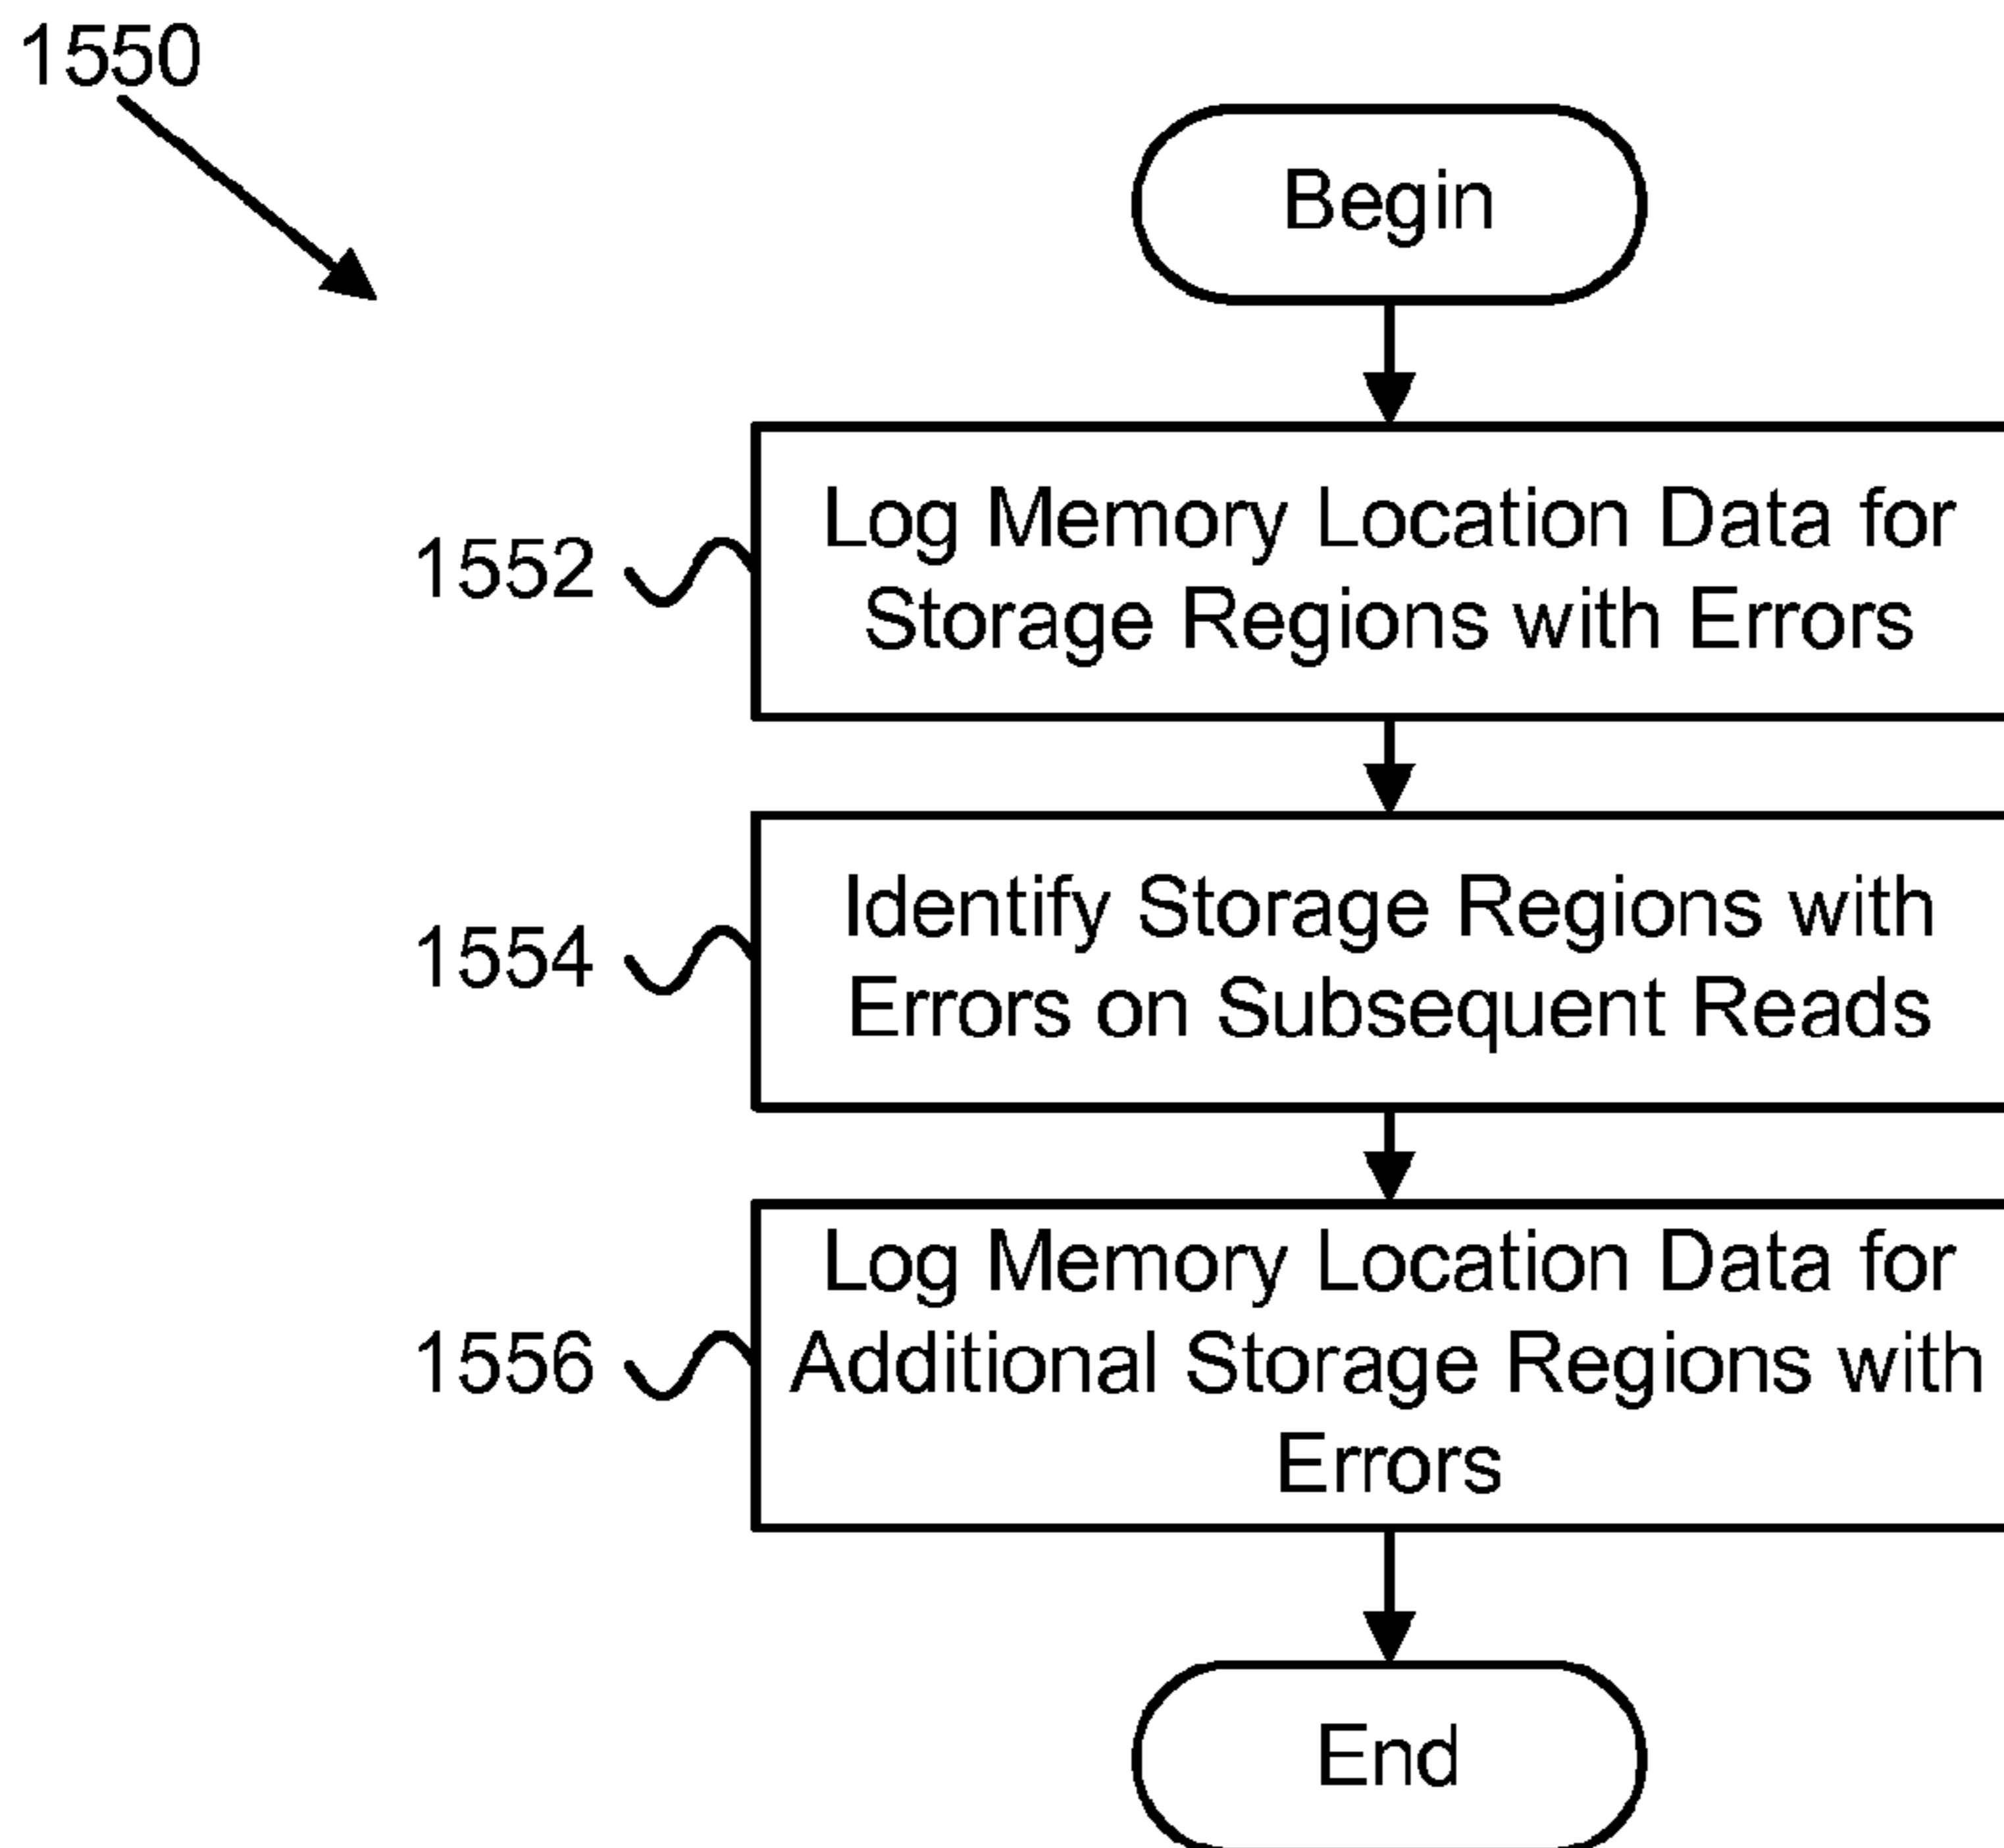 1550
Begin
1552
Log Memory Location Data for
Storage Regions with Errors
1554
Identify Storage Regions with
Errors on Subsequent Reads
1556
Log Memory Location Data for
Additional Storage Regions with
Errors
End